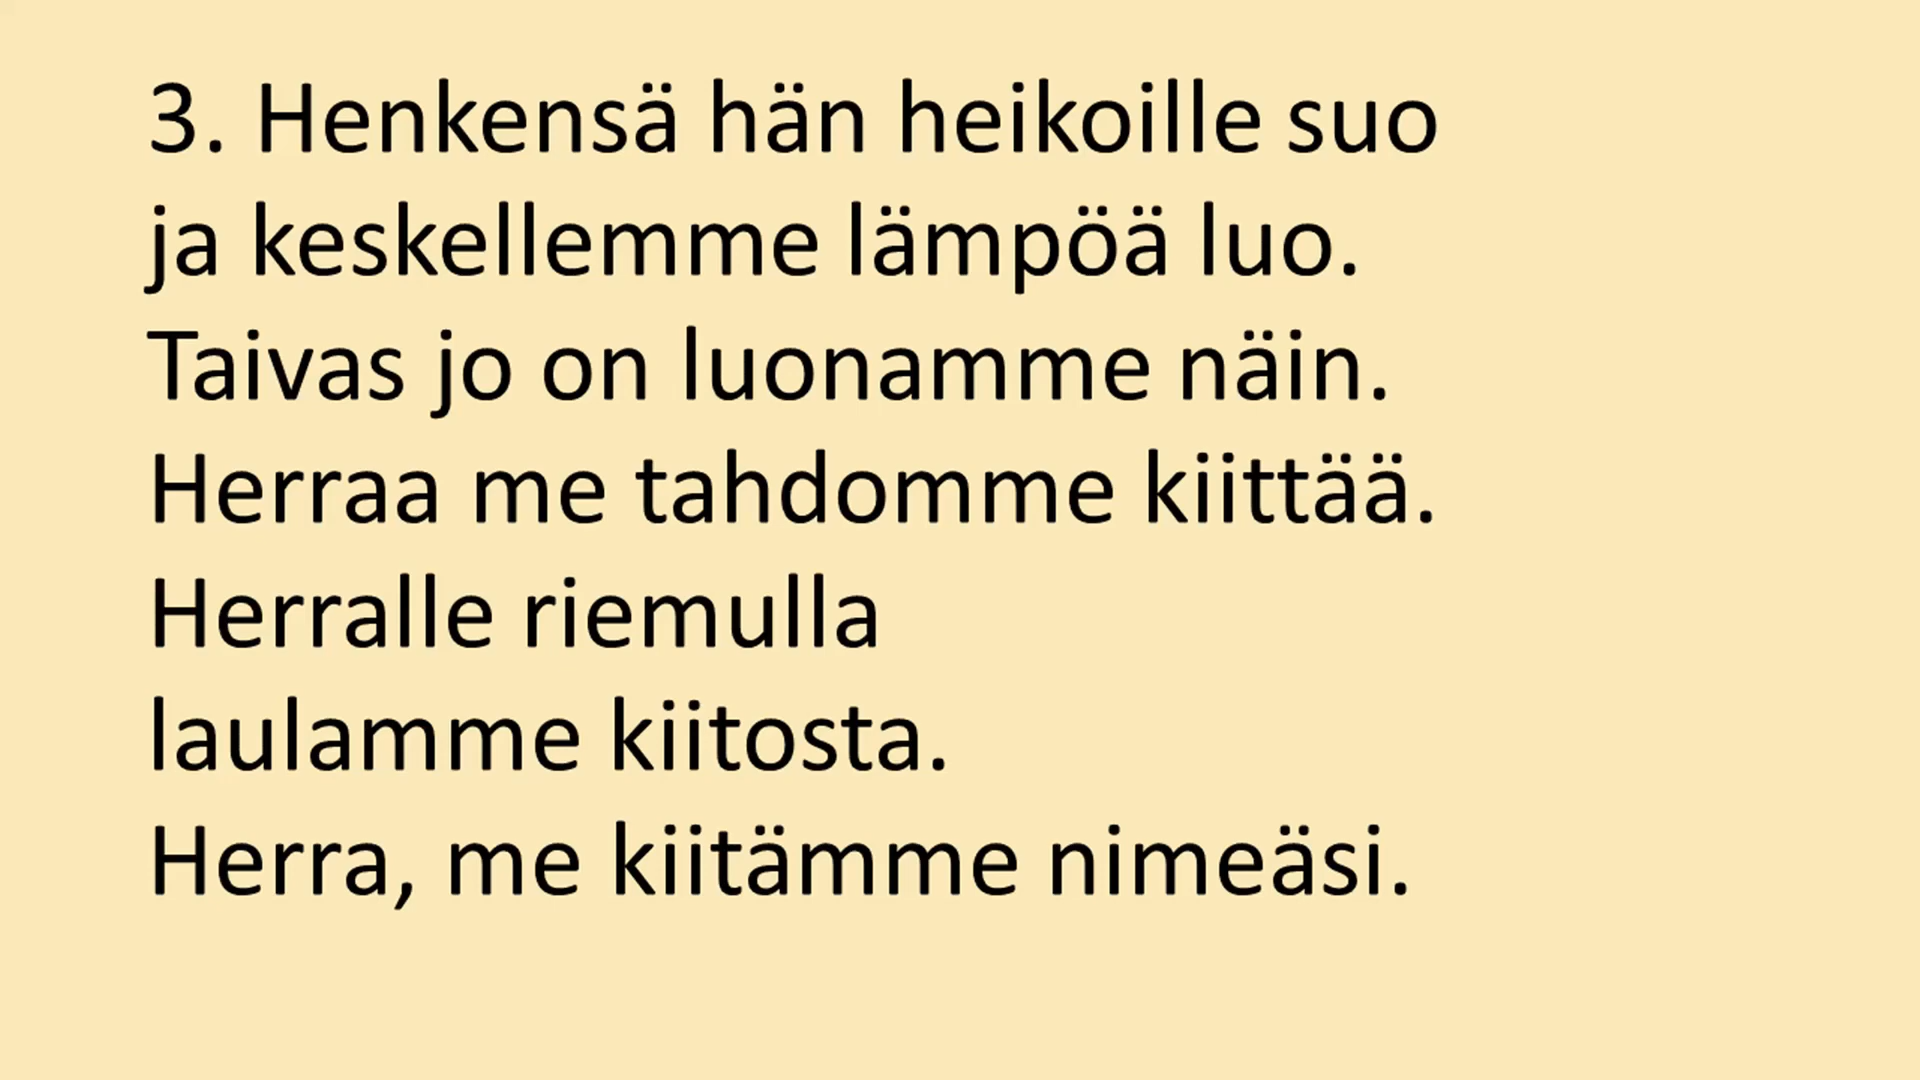 3. Henkensä hän heikoille suo
ja keskellemme lämpöä luo.
Taivas jo on luonamme näin.
Herraa me tahdomme kiittää.
Herralle riemulla
laulamme kiitosta.
Herra, me kiitämme nimeäsi.